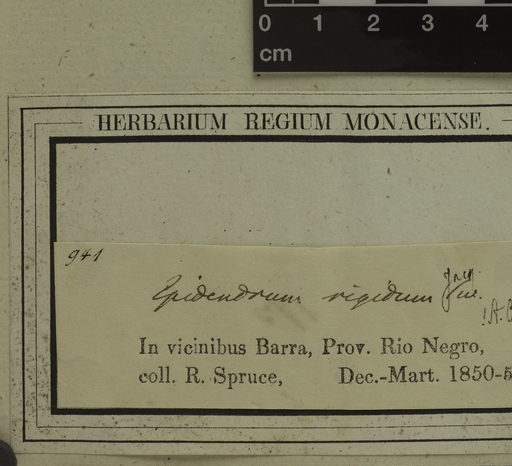 0 1 2 3 4
cm
HERBARIUM REGIUM MONACENSE.
941
Epidendrum rigidum Jacq.
In vicinibus Barra, Prov. Rio Negro,
coll. R. Spruce, Dec.-Mart. 1850-5